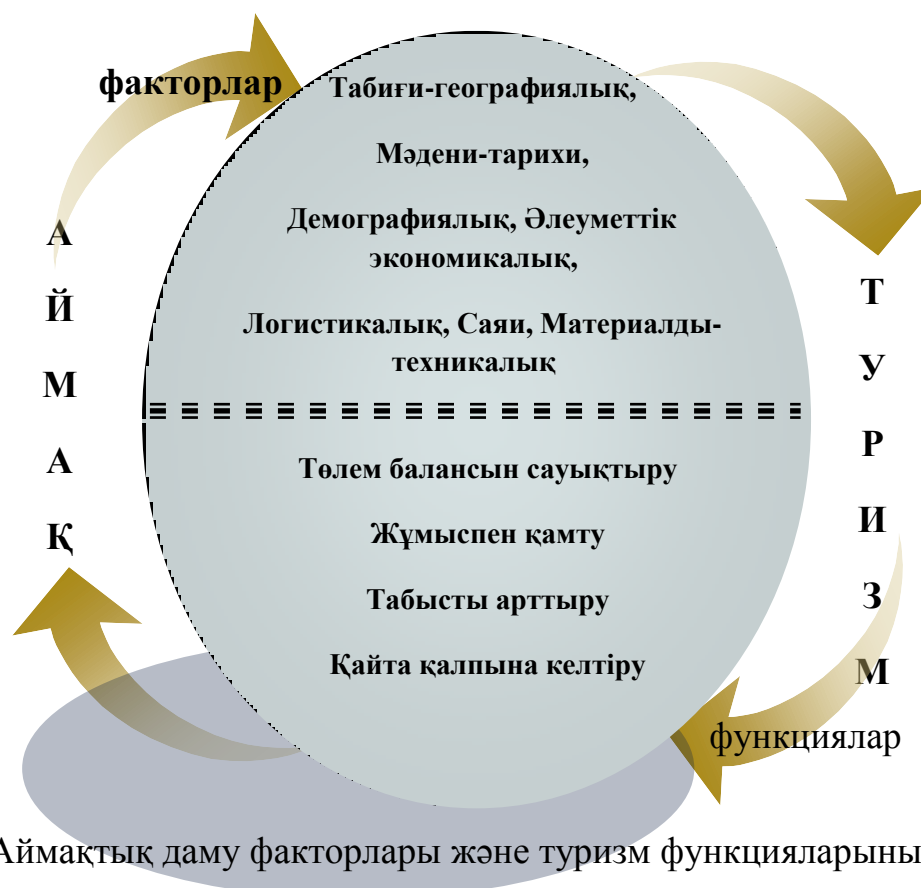 факторлар
Табиғи-географиялық,
Мәдени-тарихи,
Демографиялық, Әлеуметтік
экономикалық,
Логистикалық, Саяи, Материалды-
техникалық
А
Й
М
А
Қ
Т
У
Р
И
З
М
Төлем балансын сауықтыру
Жұмыспен қамту
Табысты арттыру
Қайта қалпына келтіру
функциялар
Аймақтық даму факторлары және туризм функцияларыны